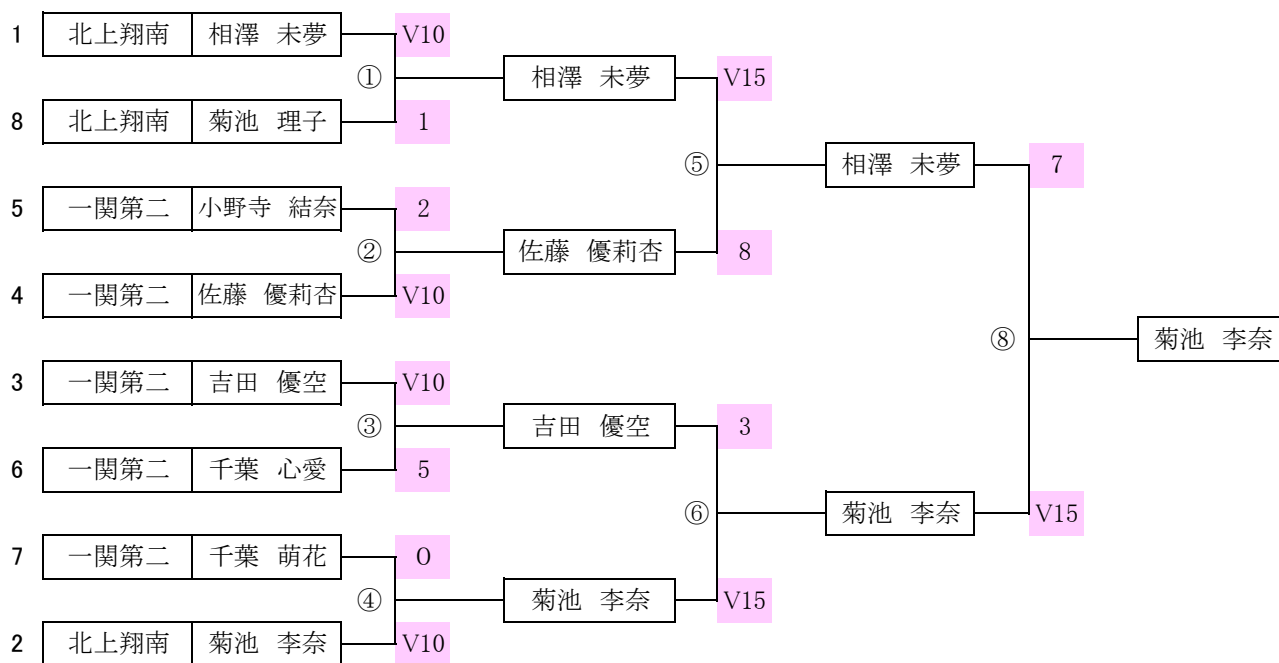 1 北上翔南 相澤 未夢 V10
① 相澤 未夢 V15
8 北上翔南 菊池 理子 1
⑤ 相澤 未夢 7
5 一関第二 小野寺 結奈 2
② 佐藤 優莉杏 8
4 一関第二 佐藤 優莉杏 V10
⑧ 菊池 李奈
3 一関第二 吉田 優空 V10
③ 吉田 優空 3
6 一関第二 千葉 心愛 5
⑥ 菊池 李奈 V15
7 一関第二 千葉 萌花 0
④ 菊池 李奈 V15
2 北上翔南 菊池 李奈 V10